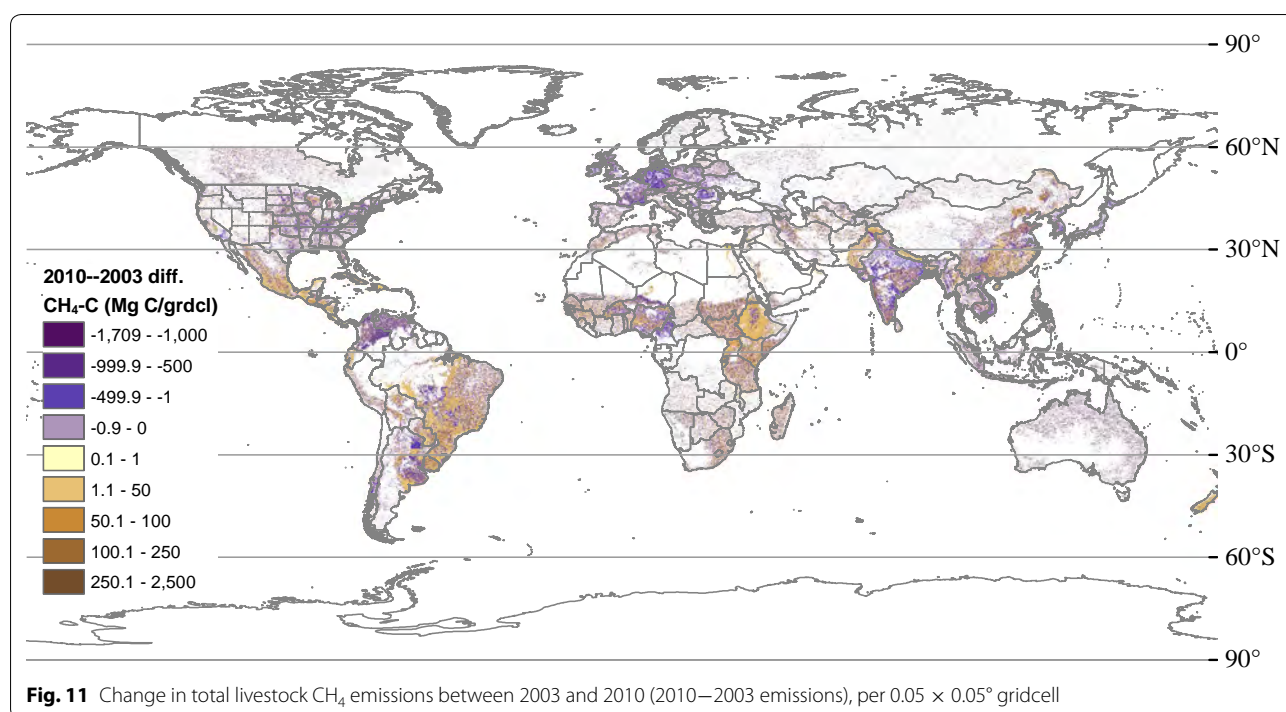 90°
60°N
30°N
0°
30°S
60°S
90°
2010--2003 diff.
CH₄-C (Mg C/grdcl)
-1,709 - -1,000
-999.9 - -500
-499.9 - -1
-0.9 - 0
0.1 - 1
1.1 - 50
50.1 - 100
100.1 - 250
250.1 - 2,500
Fig. 11 Change in total livestock CH₄ emissions between 2003 and 2010 (2010−2003 emissions), per 0.05 × 0.05° gridcell